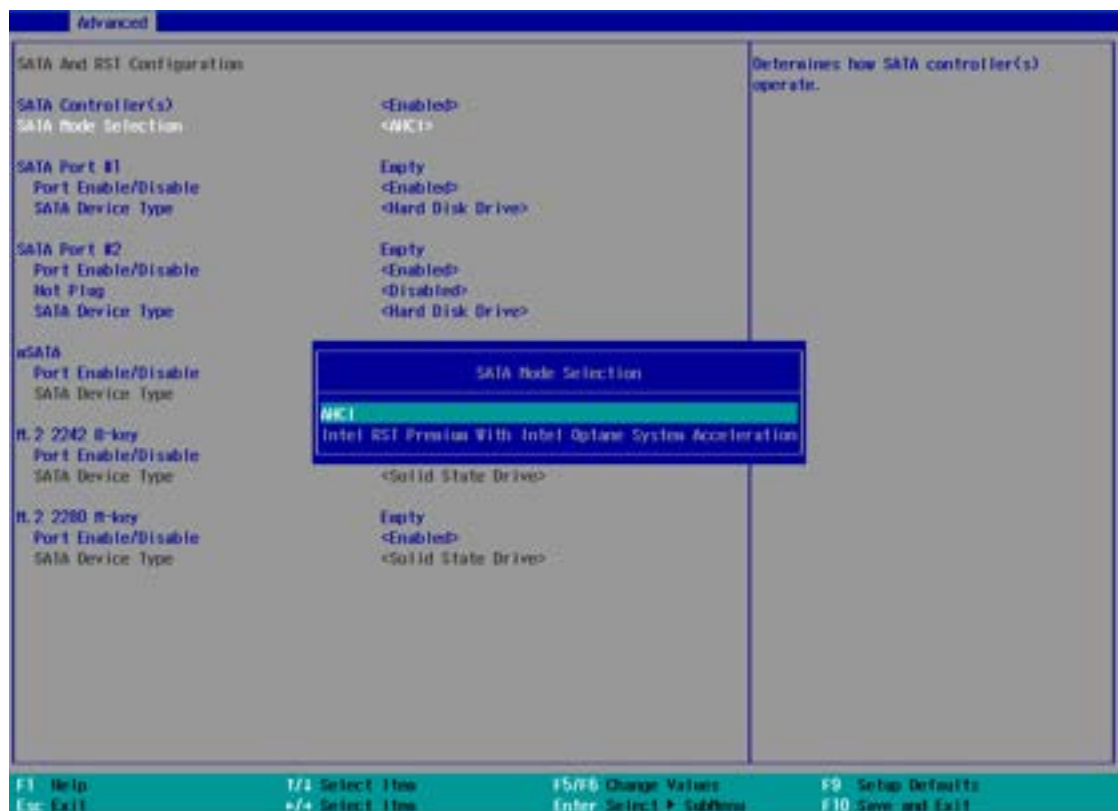 Advanced
SATA And RST Configuration
Determines how SATA controller(s) operate.
SATA Controller(s) <Enabled>
SATA Mode Selection <AHCI>
SATA Port #1 Empty
Port Enable/Disable <Enabled>
SATA Device Type <Hard Disk Drive>
SATA Port #2 Empty
Port Enable/Disable <Enabled>
Hot Plug <Disabled>
SATA Device Type <Hard Disk Drive>
mSATA
Port Enable/Disable
SATA Device Type
M.2 2242 B-key
Port Enable/Disable
SATA Device Type <Solid State Drive>
M.2 2280 M-key Empty
Port Enable/Disable <Enabled>
SATA Device Type <Solid State Drive>
SATA Mode Selection
AHCI
Intel RST Premium With Intel Optane System Acceleration
F1 Help ↑/↓ Select Item F5/F6 Change Values F9 Setup Defaults
Esc Exit Select Item Enter Select ▶ SubMenu F10 Save and Exit